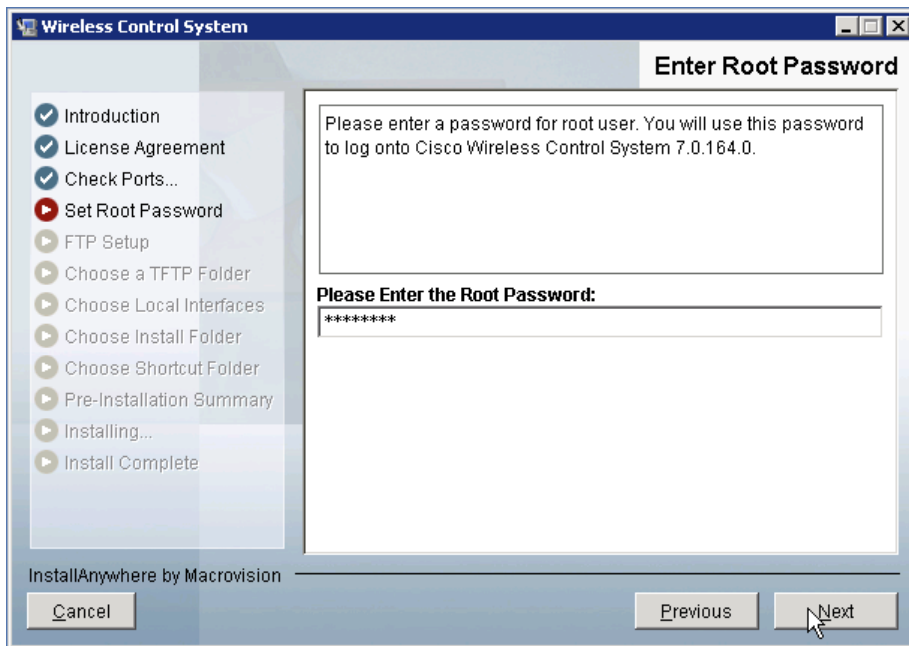 Wireless Control System
Enter Root Password
Introduction
License Agreement
Check Ports...
Set Root Password
FTP Setup
Choose a TFTP Folder
Choose Local Interfaces
Choose Install Folder
Choose Shortcut Folder
Pre-Installation Summary
Installing...
Install Complete
Please enter a password for root user. You will use this password
to log onto Cisco Wireless Control System 7.0.164.0.
Please Enter the Root Password:
********
InstallAnywhere by Macrovision
Cancel
Previous
Next